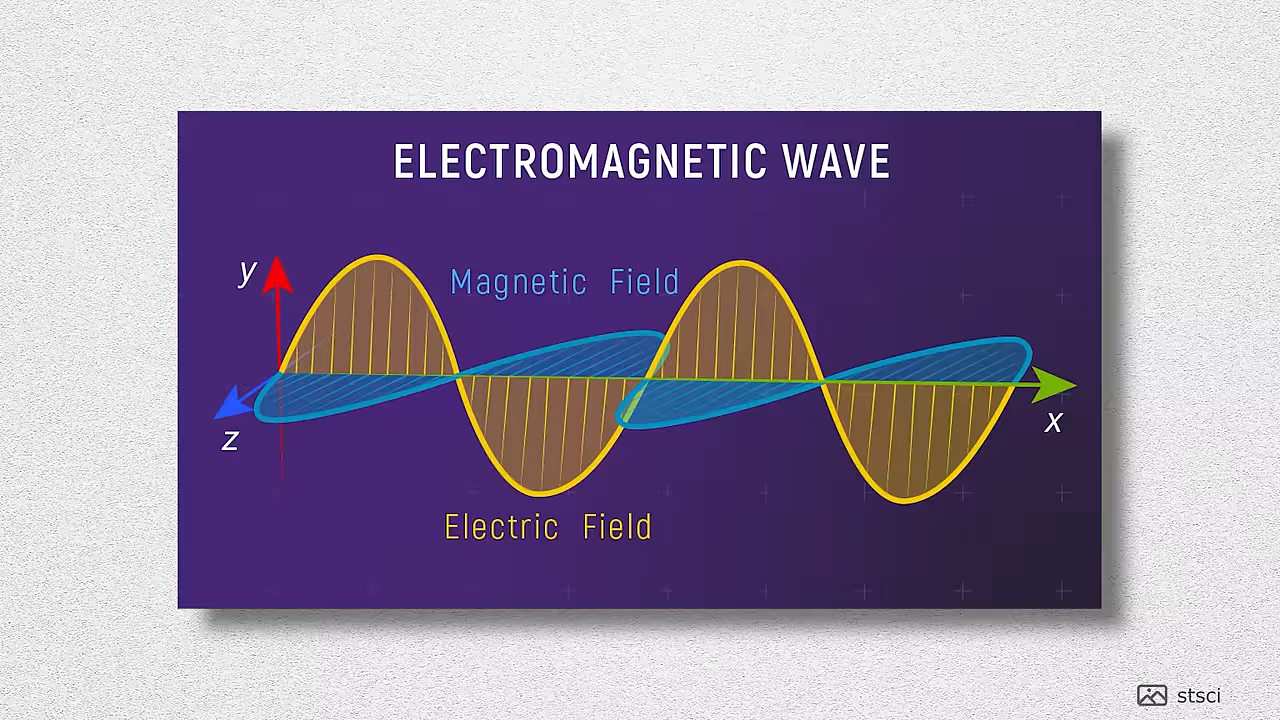 ELECTROMAGNETIC WAVE
y
Magnetic Field
z
x
Electric Field
stsci